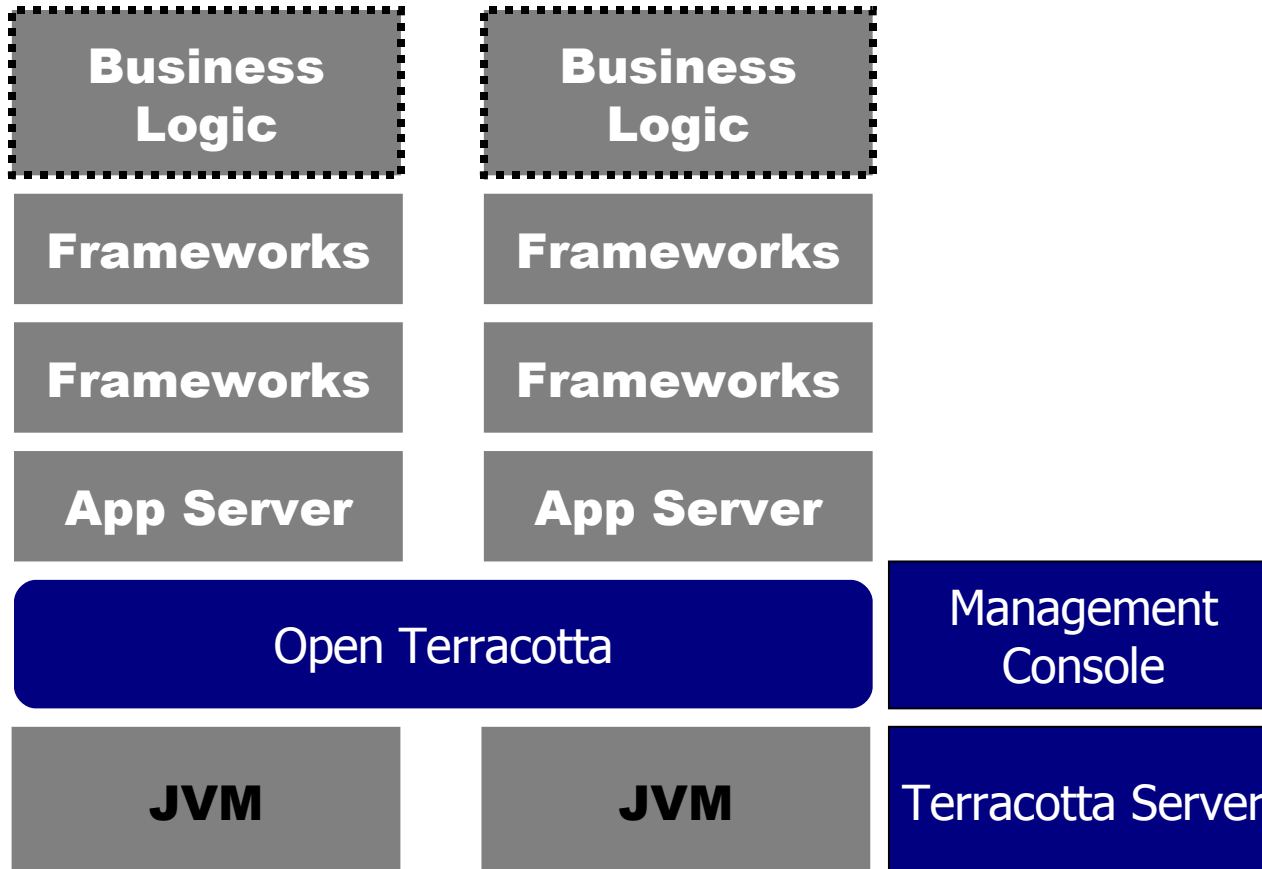 Business
Logic
Business
Logic
Frameworks
Frameworks
Frameworks
Frameworks
App Server
App Server
Open Terracotta
Management
Console
JVM
JVM
Terracotta Server